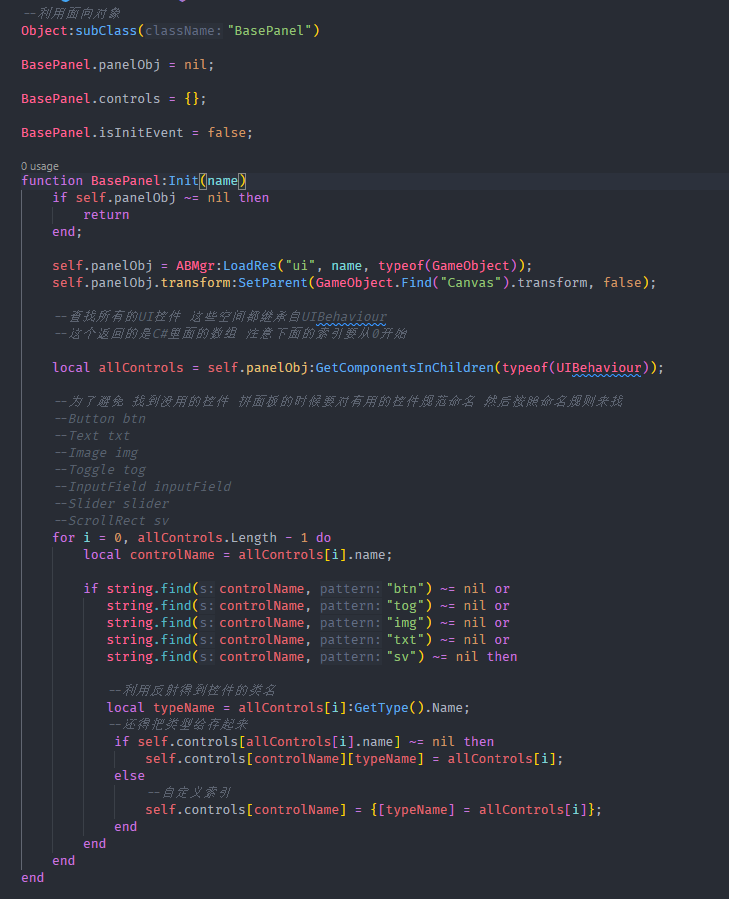 --利用面向对象
Object:subClass(className: "BasePanel")
BasePanel.panelObj = nil;
BasePanel.controls = {};
BasePanel.isInitEvent = false;
0 usage
function BasePanel:Init(name)
if self.panelObj ~= nil then
return
end;
self.panelObj = ABMgr:LoadRes("ui", name, typeof(GameObject));
self.panelObj.transform:SetParent(GameObject.Find("Canvas").transform, false);
--查找所有的UI控件 这些空间都继承自UIBehaviour
--这个返回的是C#里面的数组 注意下面的索引要从0开始
local allControls = self.panelObj:GetComponentsInChildren(typeof(UIBehaviour));
--为了避免 找到没用的控件 拼面板的时候要对有用的控件规范命名 然后按照命名规则来找
--Button btn
--Text txt
--Image img
--Toggle tog
--InputField inputField
--Slider slider
--ScrollRect sv
for i = 0, allControls.Length - 1 do
local controlName = allControls[i].name;
if string.find(s: controlName, pattern: "btn") ~= nil or
string.find(s: controlName, pattern: "tog") ~= nil or
string.find(s: controlName, pattern: "img") ~= nil or
string.find(s: controlName, pattern: "txt") ~= nil or
string.find(s: controlName, pattern: "sv") ~= nil then
--利用反射得到控件的类名
local typeName = allControls[i]:GetType().Name;
--还得把类型给存起来
if self.controls[allControls[i].name] ~= nil then
self.controls[controlName][typeName] = allControls[i];
else
--自定义索引
self.controls[controlName] = {[typeName] = allControls[i]};
end
end
end
end